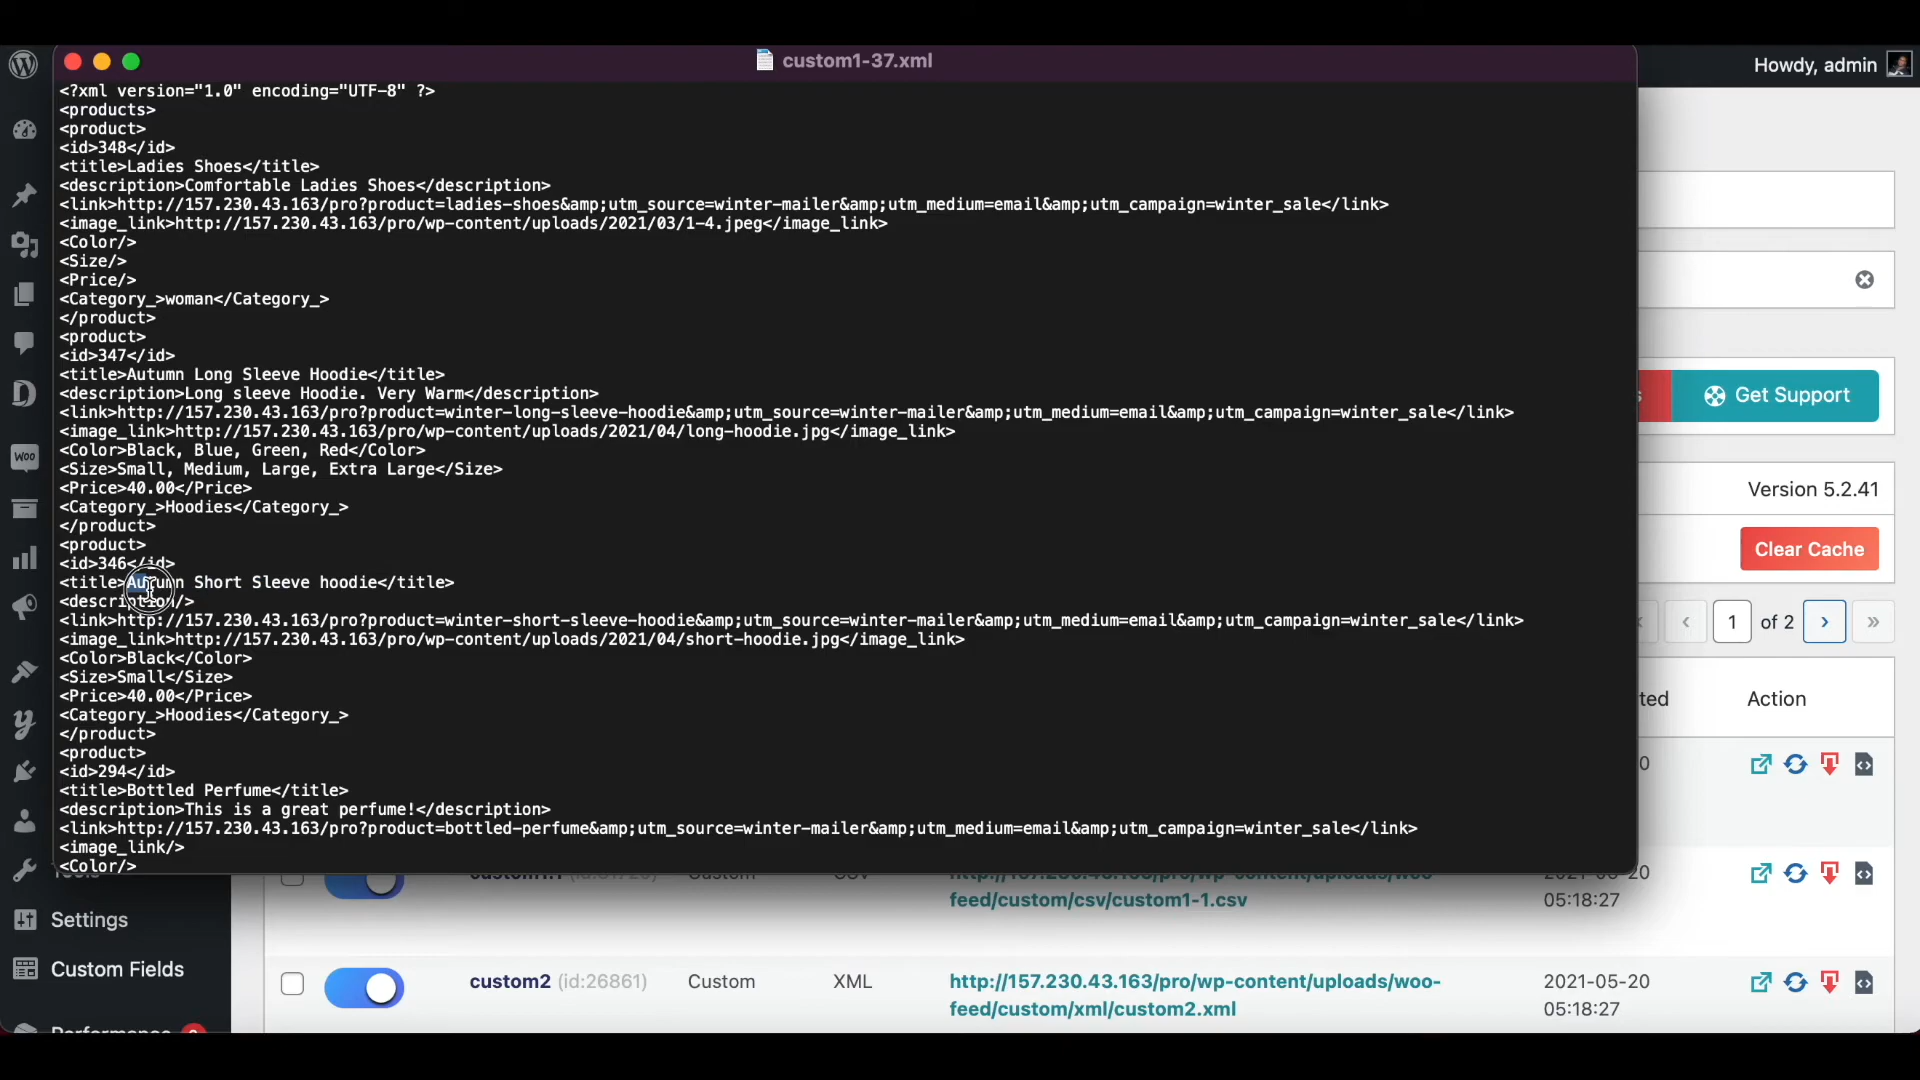 custom1-37.xml
Howdy, admin
<?xml version="1.0" encoding="UTF-8" ?>
<products>
<product>
<id>348</id>
<title>Ladies Shoes</title>
<description>Comfortable Ladies Shoes</description>
<link>http://157.230.43.163/pro?product=ladies-shoes&amp;utm_source=winter-mailer&amp;utm_medium=email&amp;utm_campaign=winter_sale</link>
<image_link>http://157.230.43.163/pro/wp-content/uploads/2021/03/1-4.jpeg</image_link>
<Color/>
<Size/>
<Price/>
<Category_>woman</Category_>
</product>
<product>
<id>347</id>
<title>Autumn Long Sleeve Hoodie</title>
<description>Long sleeve Hoodie. Very Warm</description>
<link>http://157.230.43.163/pro?product=winter-long-sleeve-hoodie&amp;utm_source=winter-mailer&amp;utm_medium=email&amp;utm_campaign=winter_sale</link>
<image_link>http://157.230.43.163/pro/wp-content/uploads/2021/04/long-hoodie.jpg</image_link>
<Color>Black, Blue, Green, Red</Color>
<Size>Small, Medium, Large, Extra Large</Size>
<Price>40.00</Price>
<Category_>Hoodies</Category_>
</product>
<product>
<id>346</id>
<title>Autumn Short Sleeve hoodie</title>
<description/>
<link>http://157.230.43.163/pro?product=winter-short-sleeve-hoodie&amp;utm_source=winter-mailer&amp;utm_medium=email&amp;utm_campaign=winter_sale</link>
<image_link>http://157.230.43.163/pro/wp-content/uploads/2021/04/short-hoodie.jpg</image_link>
<Color>Black</Color>
<Size>Small</Size>
<Price>40.00</Price>
<Category_>Hoodies</Category_>
</product>
<product>
<id>294</id>
<title>Bottled Perfume</title>
<description>This is a great perfume!</description>
<link>http://157.230.43.163/pro?product=bottled-perfume&amp;utm_source=winter-mailer&amp;utm_medium=email&amp;utm_campaign=winter_sale</link>
<image_link/>
<Color/>
Woo
s
Get Support
Version 5.2.41
Clear Cache
‹ 1 of 2 › »
ted Action
0
feed/custom/csv/custom1-1.csv
05:18:27
Settings
Custom Fields
custom2 (id:26861) Custom XML http://157.230.43.163/pro/wp-content/uploads/woo- 2021-05-20
feed/custom/xml/custom2.xml 05:18:27